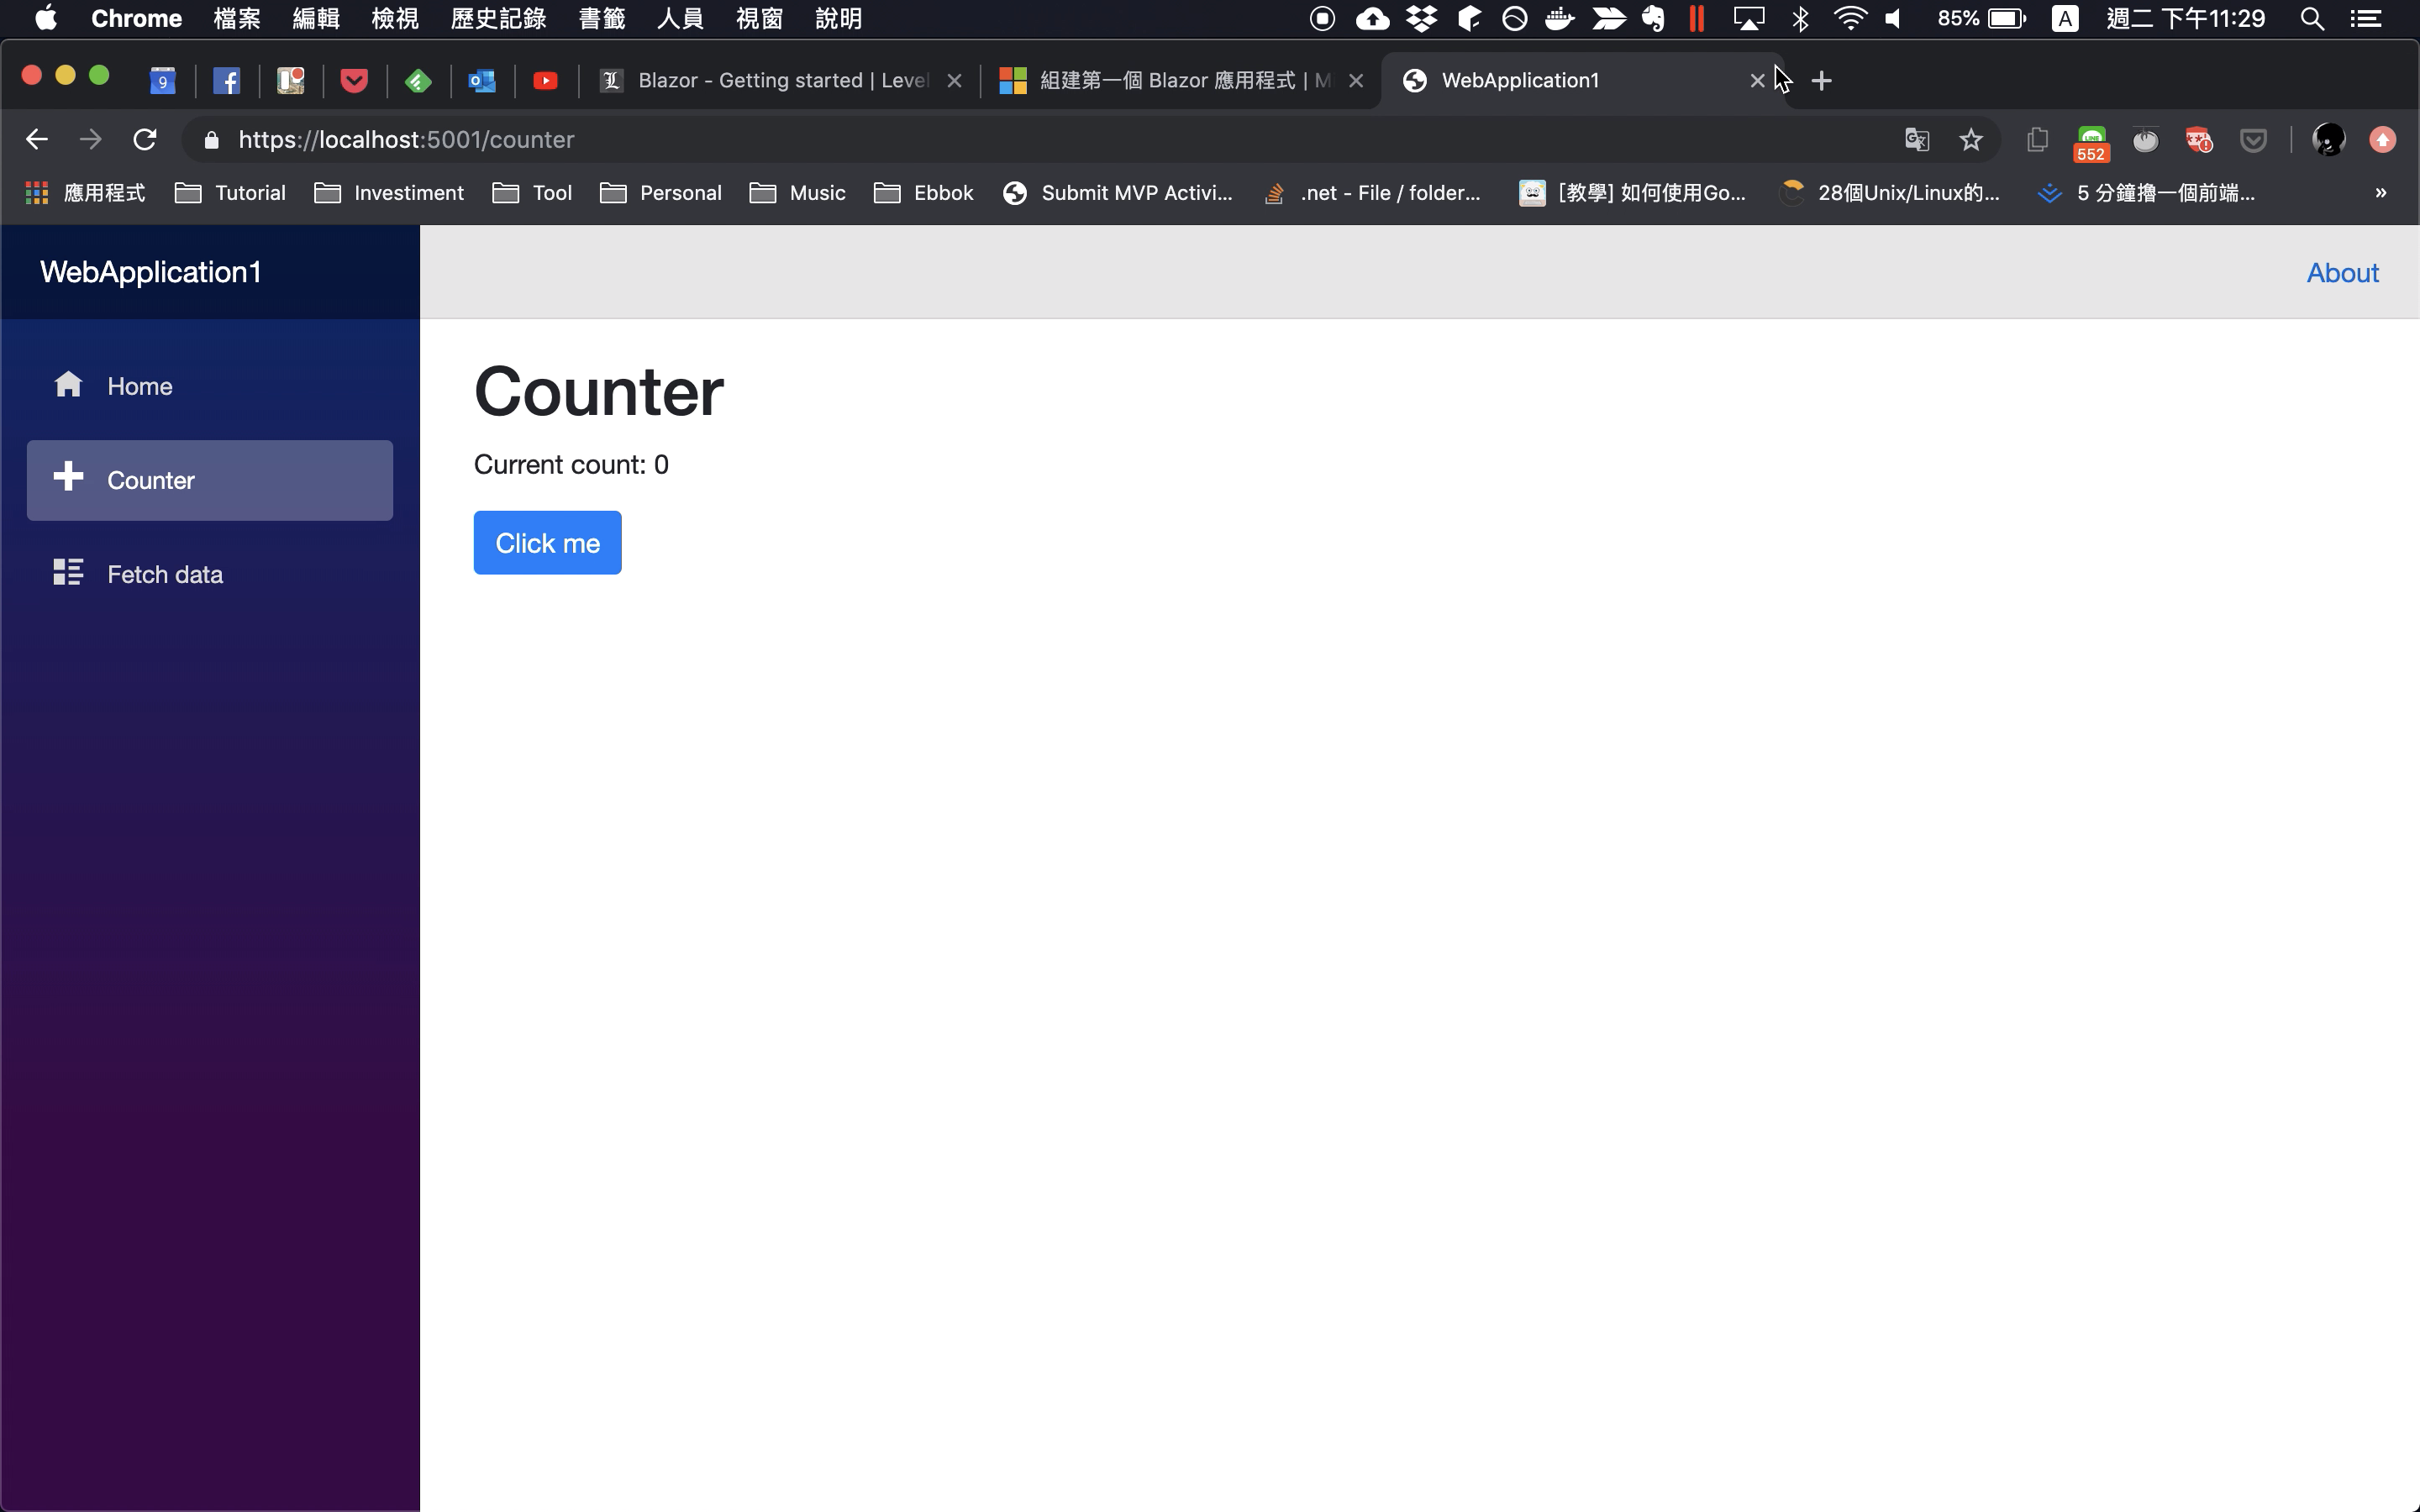 Chrome 檔案 編輯 檢視 歷史記錄 書籤 人員 視窗 說明 85% A 週二 下午11:29
9 Blazor - Getting started | Level 組建第一個 Blazor 應用程式 | M WebApplication1
https://localhost:5001/counter 552
應用程式 Tutorial Investiment Tool Personal Music Ebbok Submit MVP Activi... .net - File / folder... [教學] 如何使用Go... 28個Unix/Linux的... 5 分鐘擼一個前端... »
WebApplication1 About
Home
Counter
Fetch data
Counter
Current count: 0
Click me